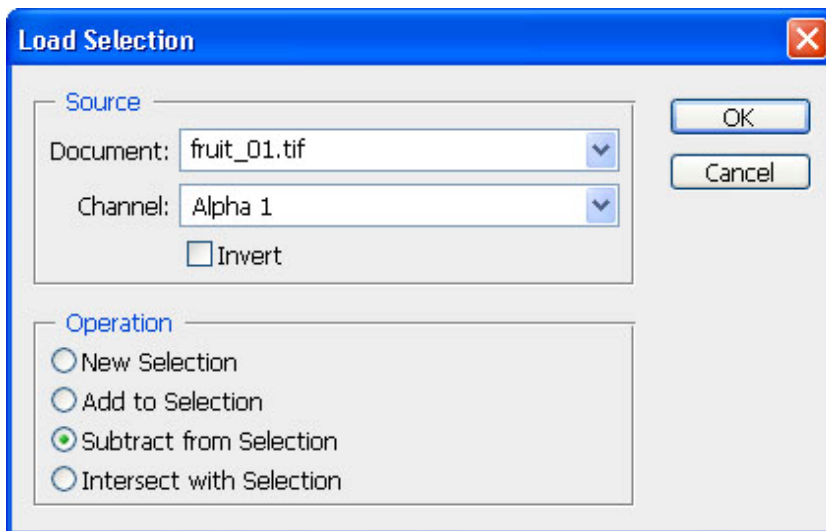 Load Selection
Source
Document: fruit_01.tif
Channel: Alpha 1
Invert
OK
Cancel
Operation
New Selection
Add to Selection
Subtract from Selection
Intersect with Selection